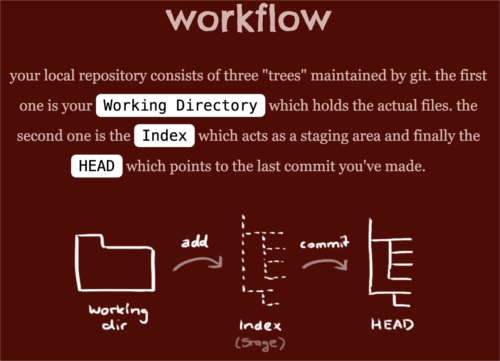 workflow
your local repository consists of three "trees" maintained by git. the first
one is your Working Directory which holds the actual files. the
second one is the Index which acts as a staging area and finally the
HEAD which points to the last commit you've made.
add
commit
working
dir
Index
(Stage)
HEAD